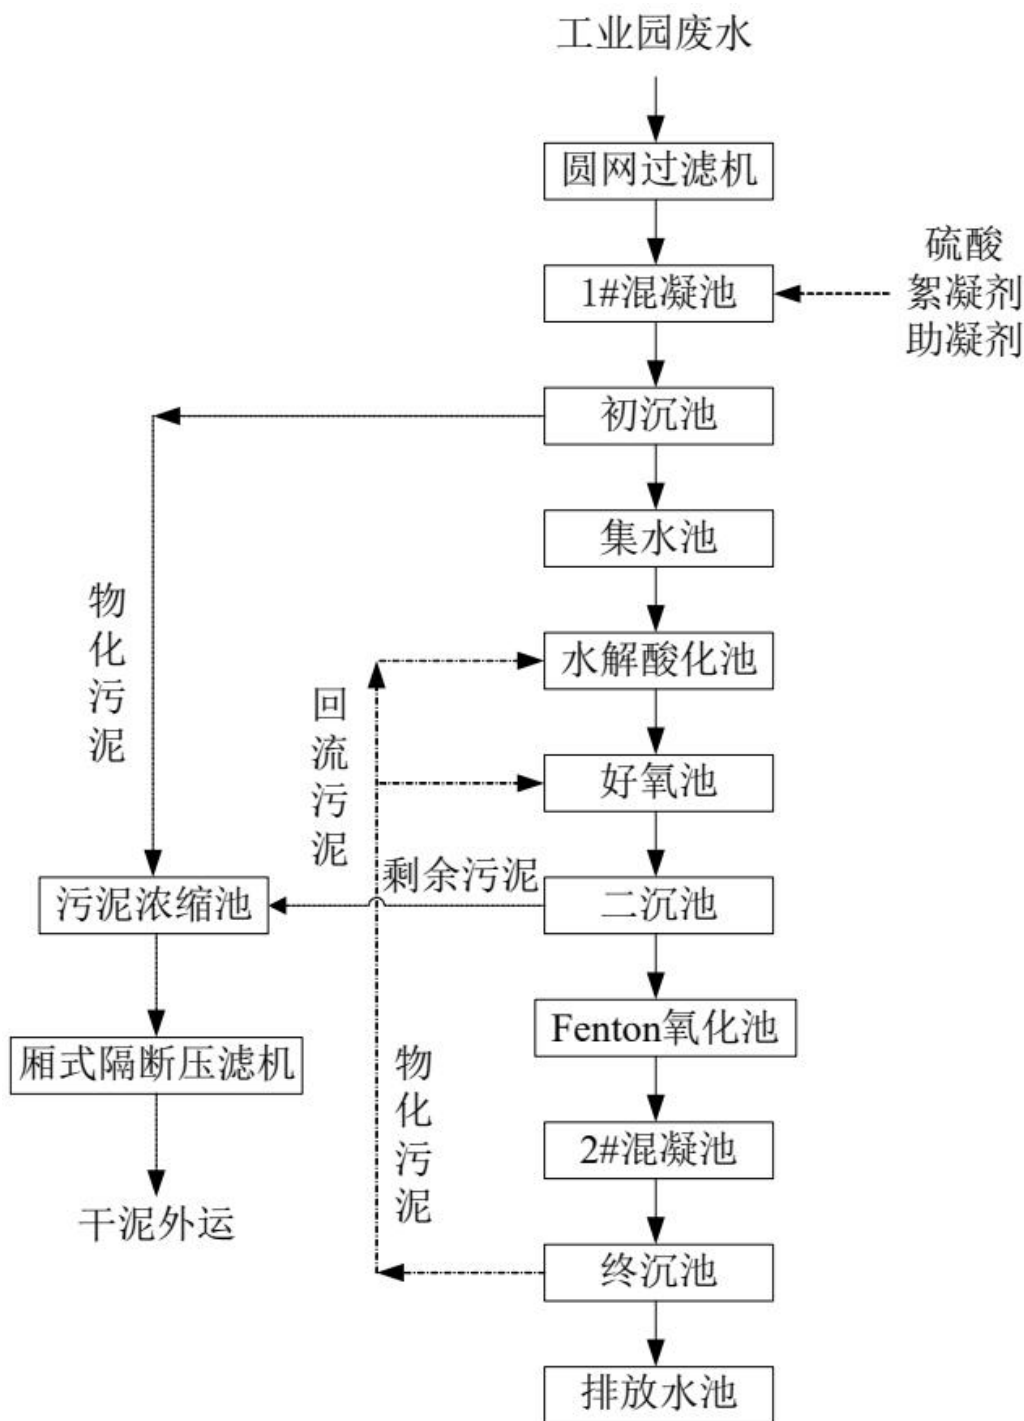 工业园废水
圆网过滤机
硫酸
絮凝剂
助凝剂
1#混凝池
初沉池
集水池
物化污泥
水解酸化池
回流污泥
好氧池
剩余污泥
污泥浓缩池
二沉池
Fenton氧化池
厢式隔断压滤机
物化污泥
2#混凝池
干泥外运
终沉池
排放水池